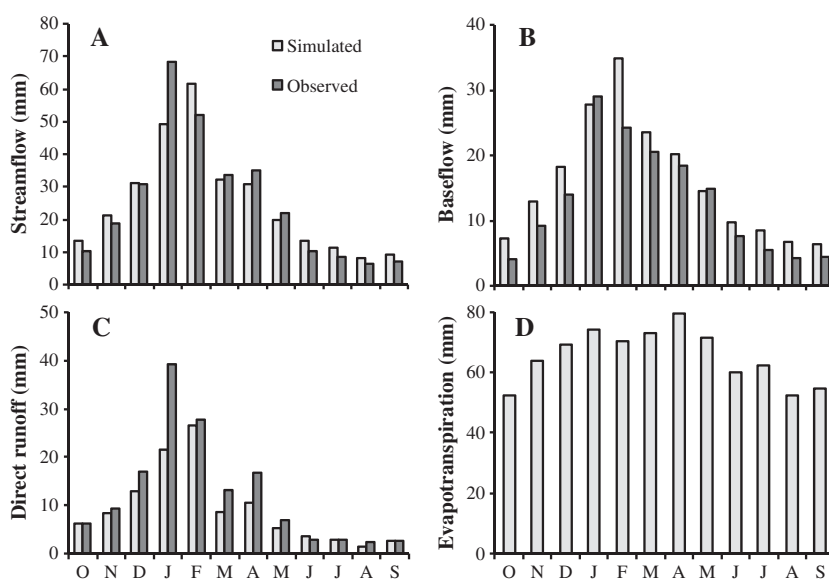 A
Simulated
Observed
Streamflow (mm)
80
70
60
50
40
30
20
10
0
B
Baseflow (mm)
40
30
20
10
0
C
Direct runoff (mm)
50
40
30
20
10
0
O N D J F M A M J J A S
D
Evapotranspiration (mm)
80
60
40
20
0
O N D J F M A M J J A S